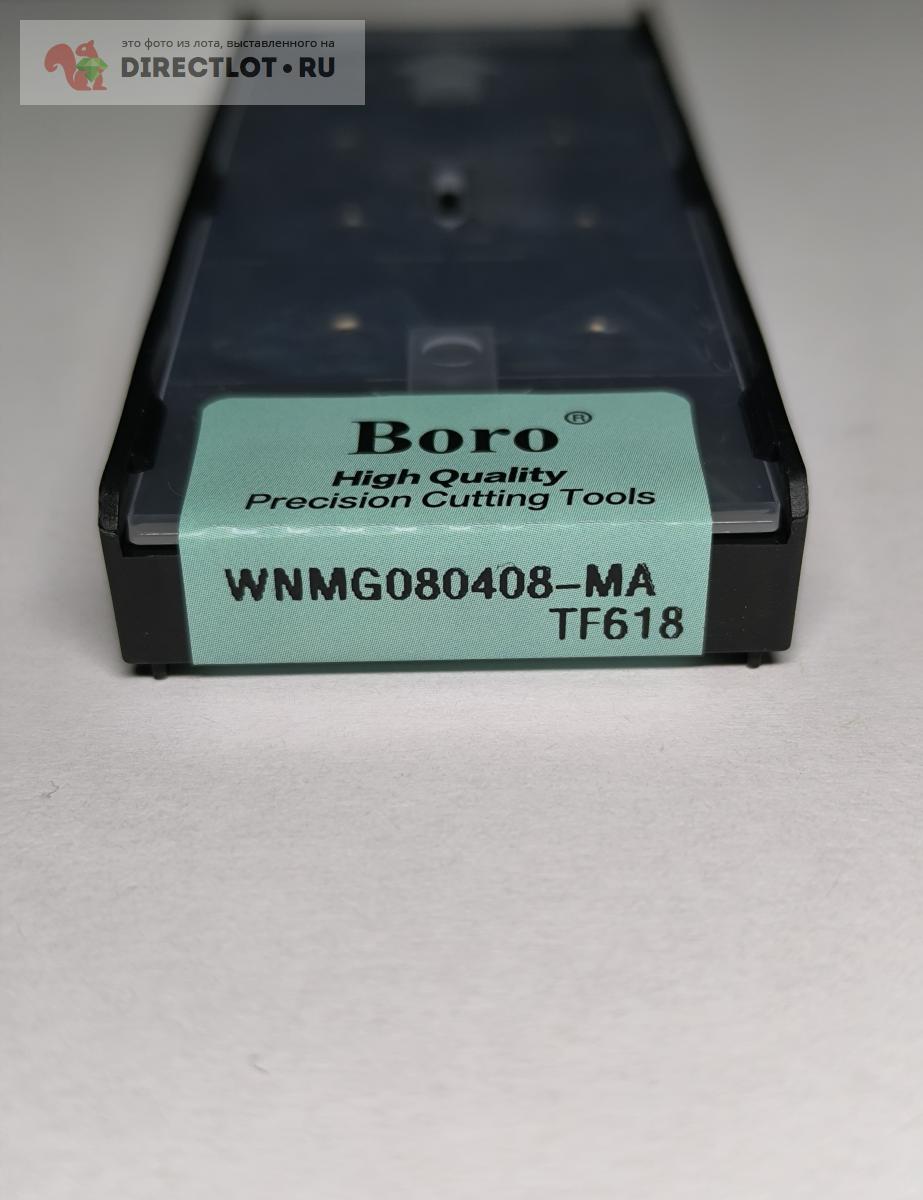 это фото из лота, выставленного на
DIRECTLOT•RU
Boro®
High Quality
Precision Cutting Tools
WNMG080408-MA
TF618